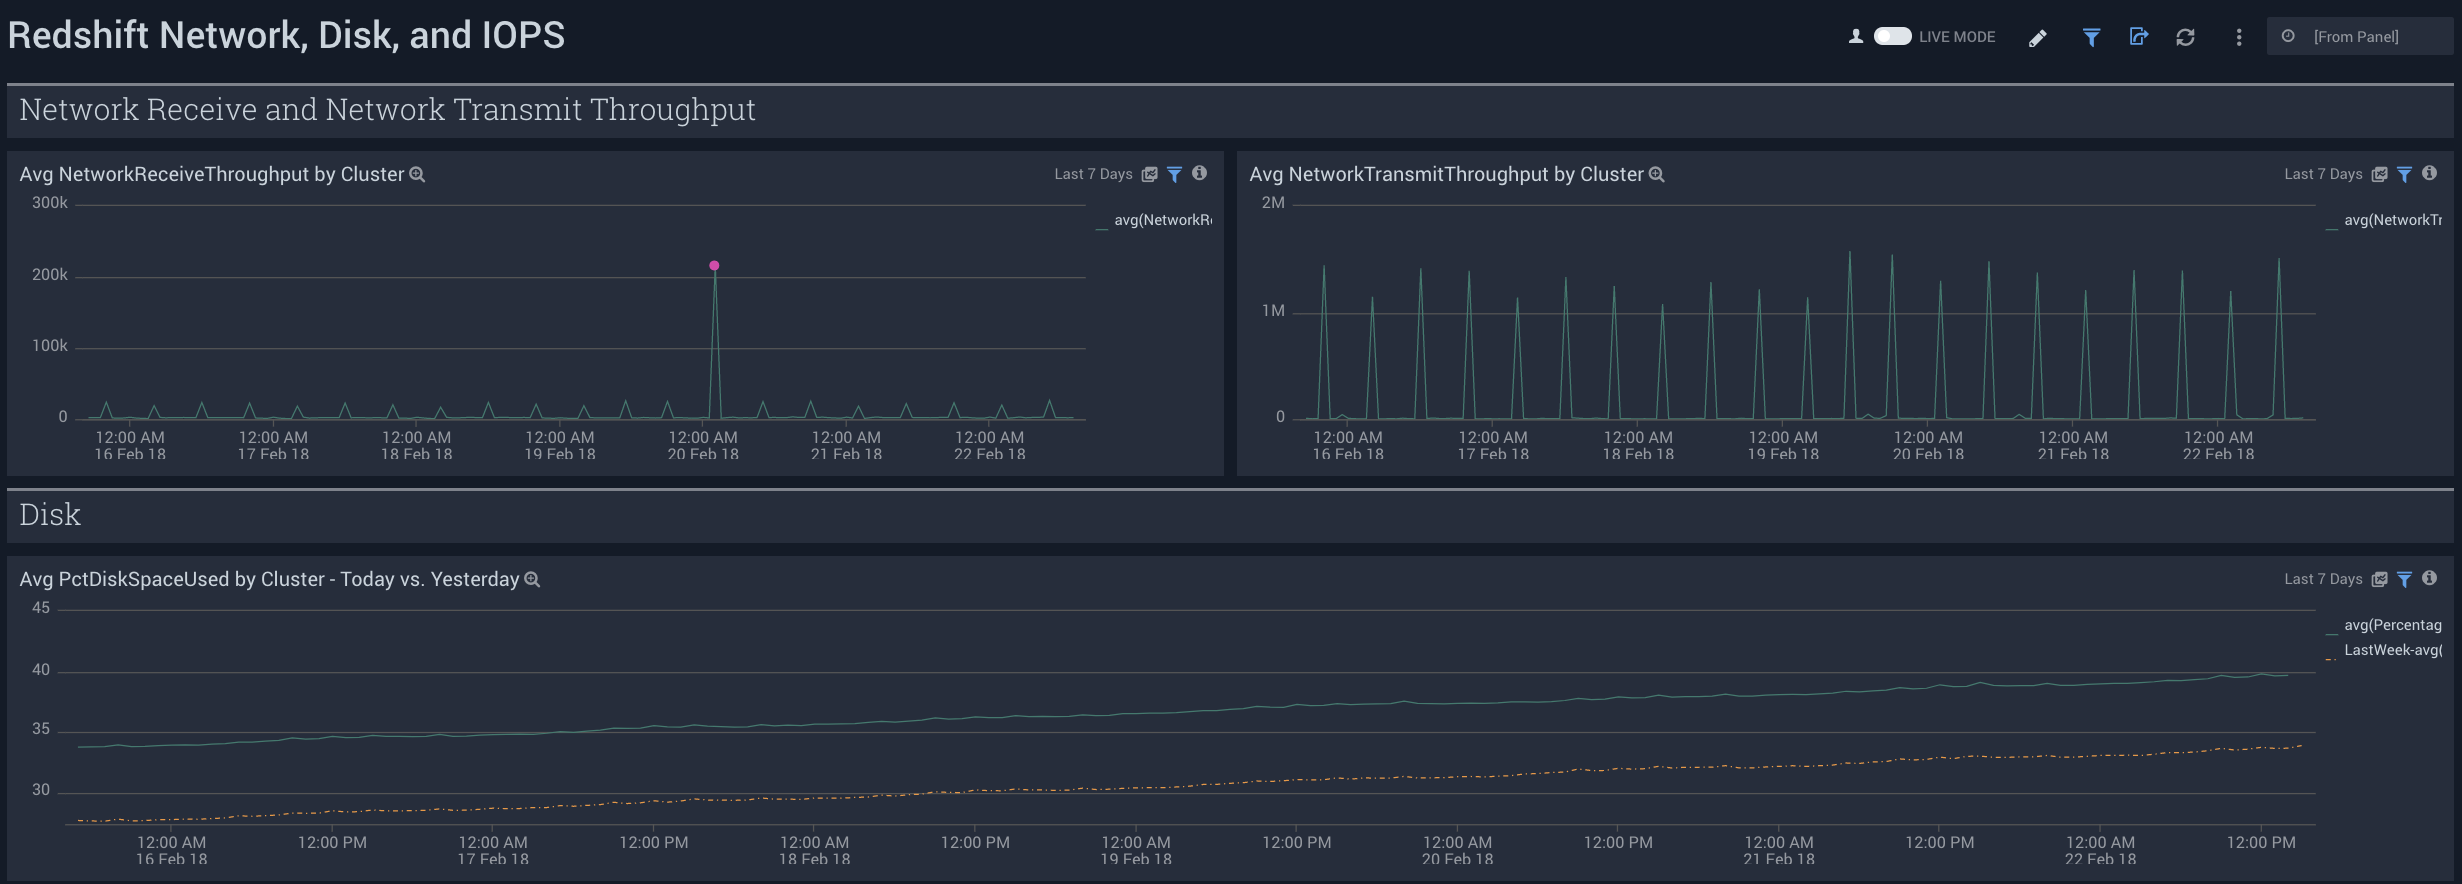 Redshift Network, Disk, and IOPS
LIVE MODE
[From Panel]
Network Receive and Network Transmit Throughput
Avg NetworkReceiveThroughput by Cluster
Last 7 Days
300k
200k
100k
0
avg(NetworkRe
12:00 AM 12:00 AM 12:00 AM 12:00 AM 12:00 AM 12:00 AM 12:00 AM
16 Feb 18 17 Feb 18 18 Feb 18 19 Feb 18 20 Feb 18 21 Feb 18 22 Feb 18
Avg NetworkTransmitThroughput by Cluster
Last 7 Days
2M
1M
0
avg(NetworkTr
12:00 AM 12:00 AM 12:00 AM 12:00 AM 12:00 AM 12:00 AM 12:00 AM
16 Feb 18 17 Feb 18 18 Feb 18 19 Feb 18 20 Feb 18 21 Feb 18 22 Feb 18
Disk
Avg PctDiskSpaceUsed by Cluster - Today vs. Yesterday
Last 7 Days
45
40
35
30
avg(Percentag
LastWeek-avg(
12:00 AM 12:00 PM 12:00 AM 12:00 PM 12:00 AM 12:00 PM 12:00 AM 12:00 PM 12:00 AM 12:00 PM 12:00 AM 12:00 PM 12:00 AM 12:00 PM
16 Feb 18 17 Feb 18 18 Feb 18 19 Feb 18 20 Feb 18 21 Feb 18 22 Feb 18